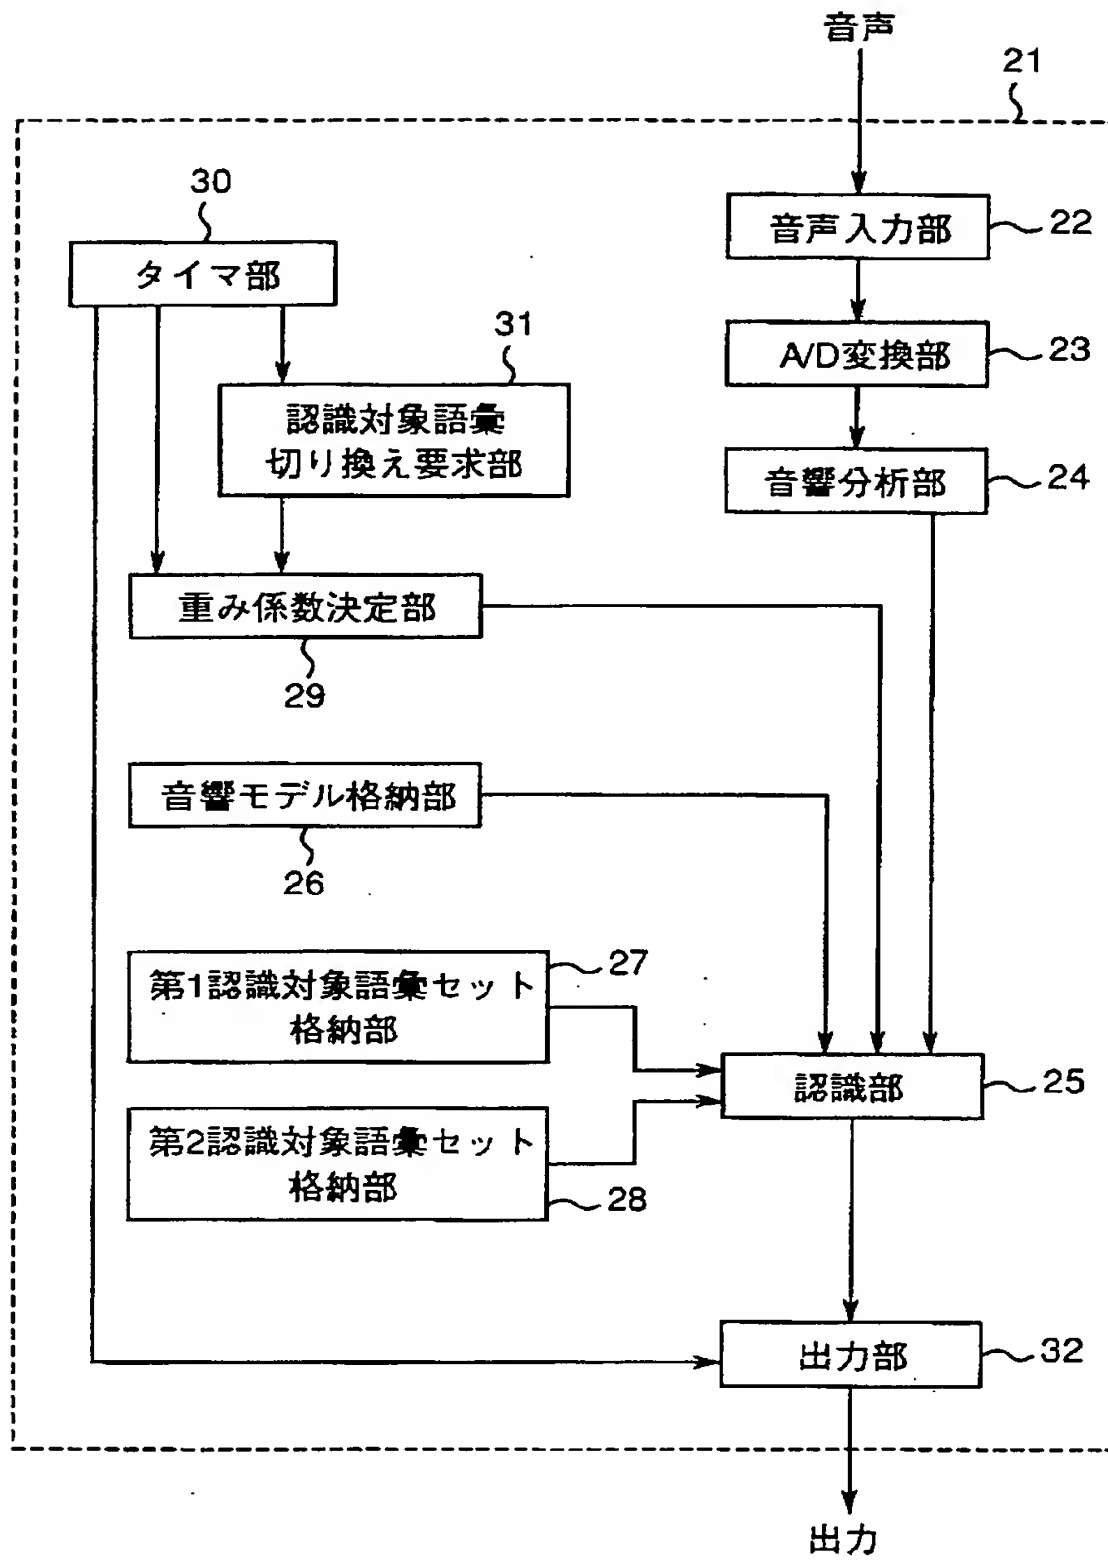 音声
21
30
音声入力部
22
タイマ部
31
A/D変換部
23
認識対象語彙
切り換え要求部
音響分析部
24
重み係数決定部
29
音響モデル格納部
26
第1認識対象語彙セット
格納部
27
認識部
25
第2認識対象語彙セット
格納部
28
出力部
32
出力